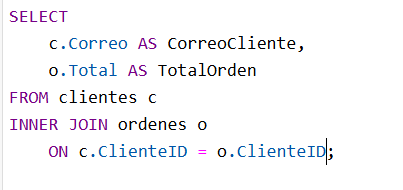 SELECT
    c.Correo AS CorreoCliente,
    o.Total AS TotalOrden
FROM clientes c
INNER JOIN ordenes o
    ON c.ClienteID = o.ClienteID;